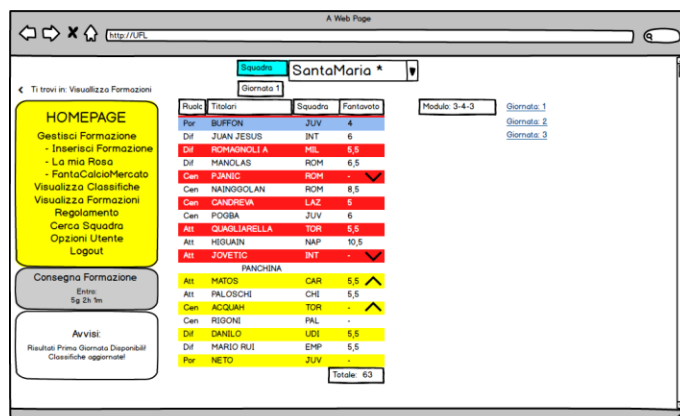 A Web Page
http://UFL
Squadra SantaMaria *
Giornata 1
Ti trovi in: Visuallizza Formazioni
HOMEPAGE
Gestisci Formazione
- Inserisci Formazione
- La mia Rosa
- FantaCalcioMercato
Visualizza Classifiche
Visualizza Formazioni
Regolamento
Cerca Squadra
Opzioni Utente
Logout
Consegna Formazione
Entro:
5g 2h 1m
Avvisi:
Risultati Prima Giornata Disponibili!
Classifiche aggiornate!
Ruolo Titolari Squadra Fantavoto
Por BUFFON JUV 4
Dif JUAN JESUS INT 6
Dif ROMAGNOLI A MIL 5,5
Dif MANOLAS ROM 6,5
Cen PJANIC ROM -
Cen NAINGGOLAN ROM 8,5
Cen CANDREVA LAZ 5
Cen POGBA JUV 6
Att QUAGLIARELLA TOR 5,5
Att HIGUAIN NAP 10,5
Att JOVETIC INT -
PANCHINA
Att MATOS CAR 5,5
Att PALOSCHI CHI 5,5
Cen ACQUAH TOR -
Cen RIGONI PAL -
Dif DANILO UDI 5,5
Dif MARIO RUI EMP 5,5
Por NETO JUV -
Totale: 63
Modulo: 3-4-3
Giornata: 1
Giornata: 2
Giornata: 3